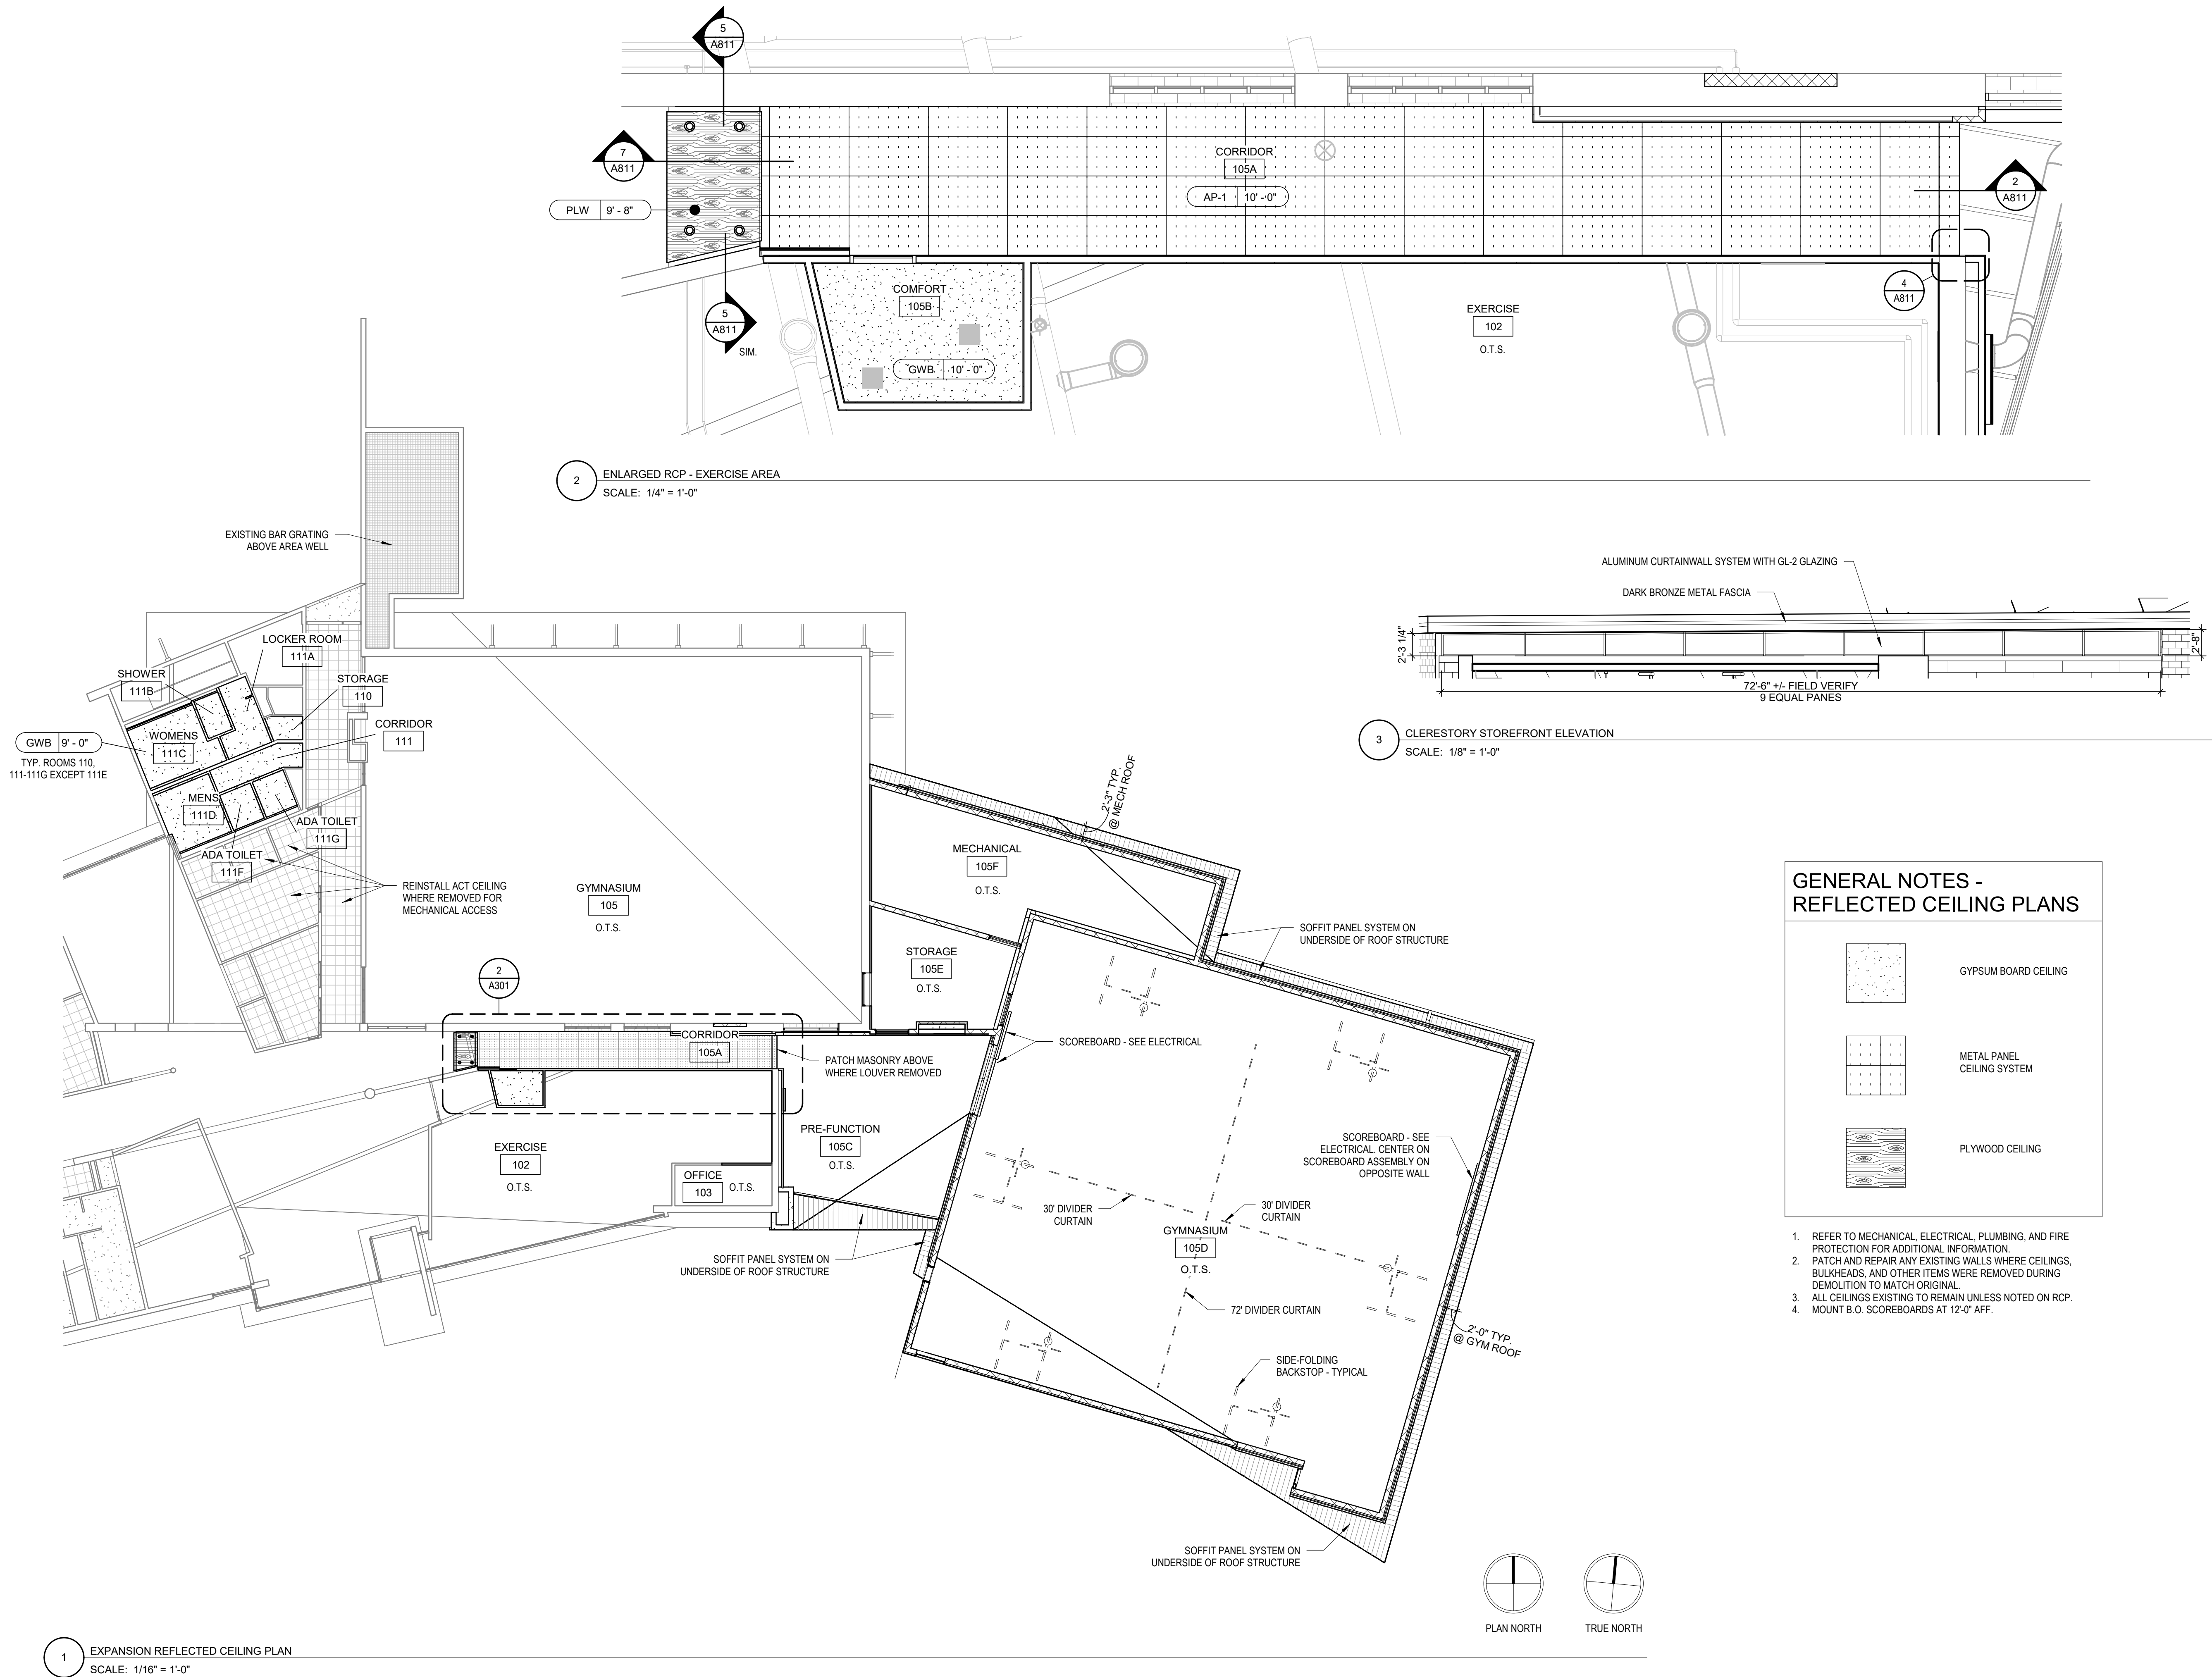 5
A811
7
A811
PLW 9' - 8"
5
A811
SIM.
CORRIDOR
105A
AP-1 10' - 0"
2
A811
COMFORT
105B
GWB 10' - 0"
EXERCISE
102
O.T.S.
4
A811
2
ENLARGED RCP - EXERCISE AREA
SCALE: 1/4" = 1'-0"
ALUMINUM CURTAINWALL SYSTEM WITH GL-2 GLAZING
DARK BRONZE METAL FASCIA
2'-3 1/4"
2'-8"
72'-6" +/- FIELD VERIFY
9 EQUAL PANES
3
CLERESTORY STOREFRONT ELEVATION
SCALE: 1/8" = 1'-0"
EXISTING BAR GRATING
ABOVE AREA WELL
LOCKER ROOM
111A
SHOWER
111B
STORAGE
110
CORRIDOR
111
WOMENS
111C
GWB 9' - 0"
TYP. ROOMS 110,
111-111G EXCEPT 111E
MENS
111D
ADA TOILET
111G
ADA TOILET
111F
REINSTALL ACT CEILING
WHERE REMOVED FOR
MECHANICAL ACCESS
GYMNASIUM
105
O.T.S.
2'-3" TYP.
@ MECH ROOF
MECHANICAL
105F
O.T.S.
SOFFIT PANEL SYSTEM ON
UNDERSIDE OF ROOF STRUCTURE
STORAGE
105E
O.T.S.
2
A301
CORRIDOR
105A
PATCH MASONRY ABOVE
WHERE LOUVER REMOVED
SCOREBOARD - SEE ELECTRICAL
PRE-FUNCTION
105C
O.T.S.
EXERCISE
102
O.T.S.
OFFICE
103
O.T.S.
SCOREBOARD - SEE
ELECTRICAL. CENTER ON
SCOREBOARD ASSEMBLY ON
OPPOSITE WALL
30' DIVIDER
CURTAIN
30' DIVIDER
CURTAIN
GYMNASIUM
105D
O.T.S.
SOFFIT PANEL SYSTEM ON
UNDERSIDE OF ROOF STRUCTURE
72' DIVIDER CURTAIN
2'-0" TYP.
@ GYM ROOF
SIDE-FOLDING
BACKSTOP - TYPICAL
SOFFIT PANEL SYSTEM ON
UNDERSIDE OF ROOF STRUCTURE
GENERAL NOTES -
REFLECTED CEILING PLANS
GYPSUM BOARD CEILING
METAL PANEL
CEILING SYSTEM
PLYWOOD CEILING
1. REFER TO MECHANICAL, ELECTRICAL, PLUMBING, AND FIRE
PROTECTION FOR ADDITIONAL INFORMATION.
2. PATCH AND REPAIR ANY EXISTING WALLS WHERE CEILINGS,
BULKHEADS, AND OTHER ITEMS WERE REMOVED DURING
DEMOLITION TO MATCH ORIGINAL.
3. ALL CEILINGS EXISTING TO REMAIN UNLESS NOTED ON RCP.
4. MOUNT B.O. SCOREBOARDS AT 12'-0" AFF.
PLAN NORTH
TRUE NORTH
1
EXPANSION REFLECTED CEILING PLAN
SCALE: 1/16" = 1'-0"